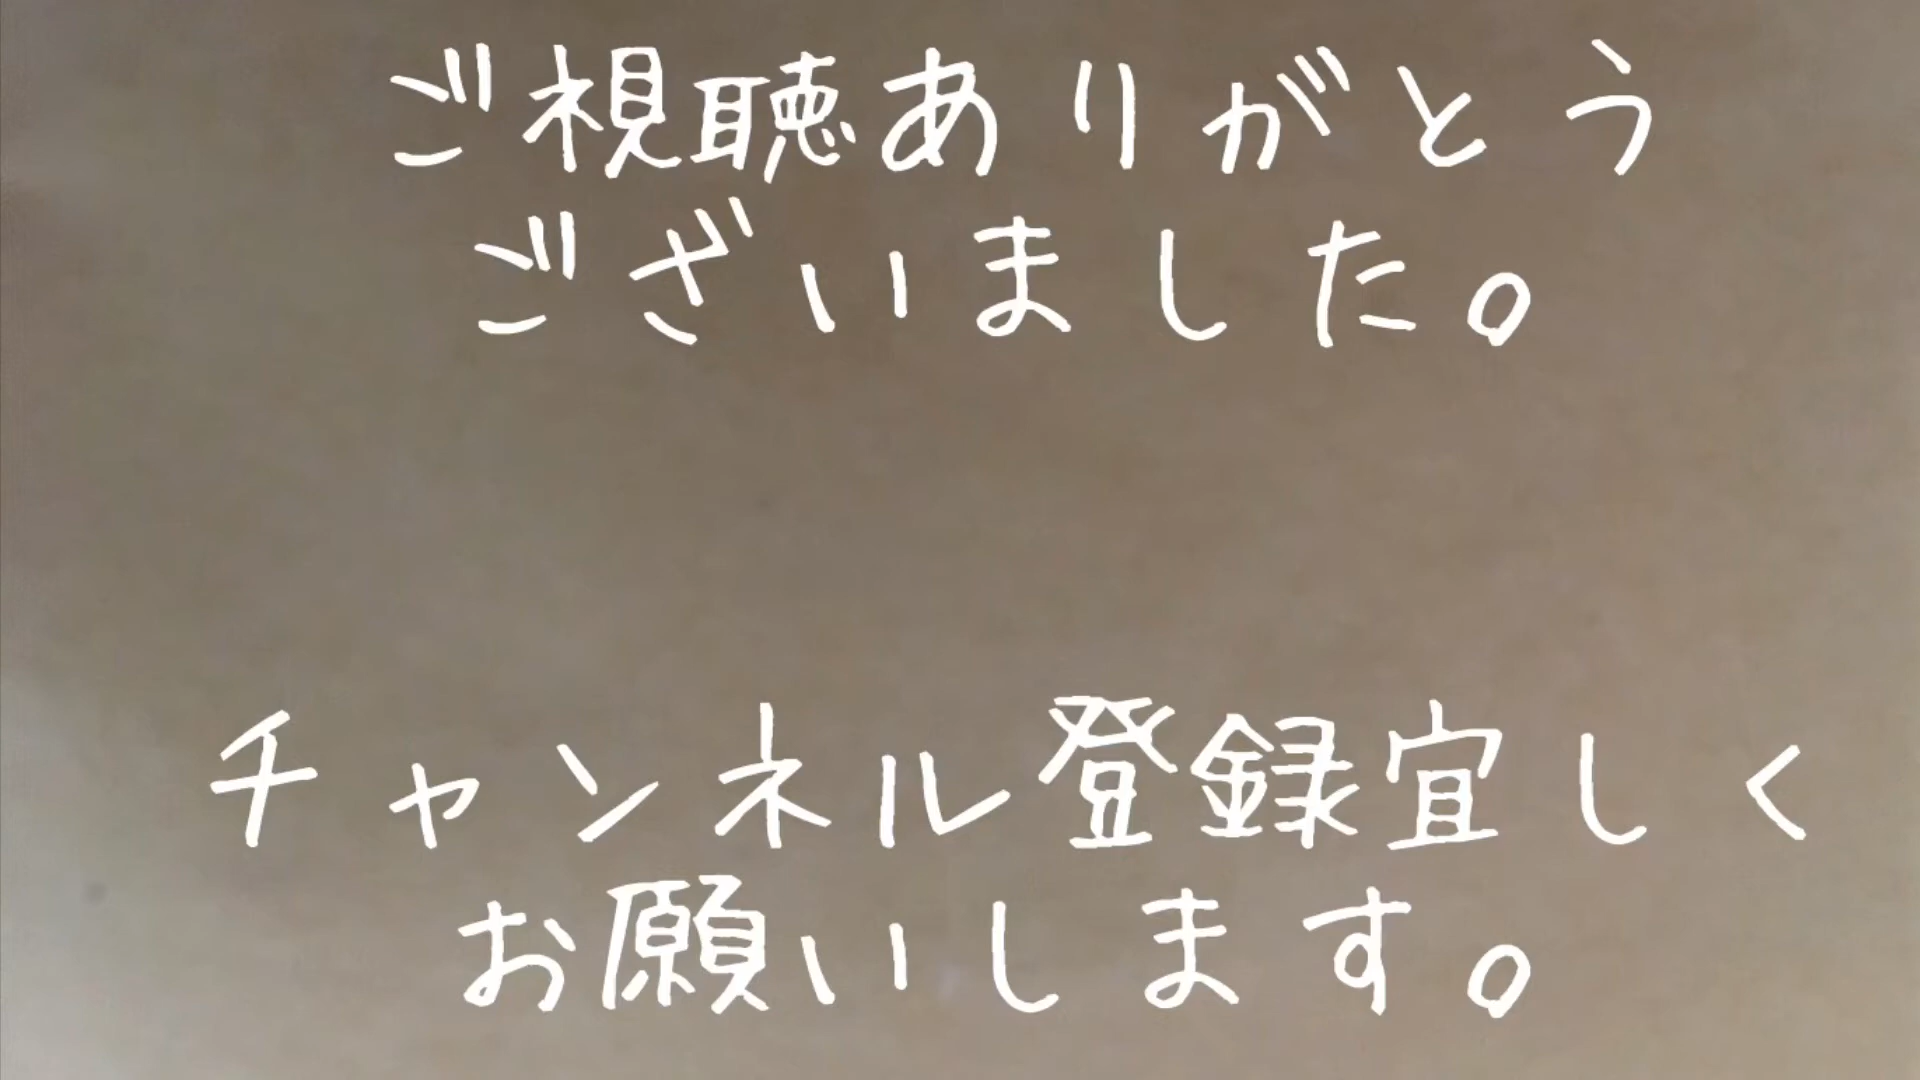 ご視聴ありがとう
ございました。
チャンネル登録宜しく
お願いします。